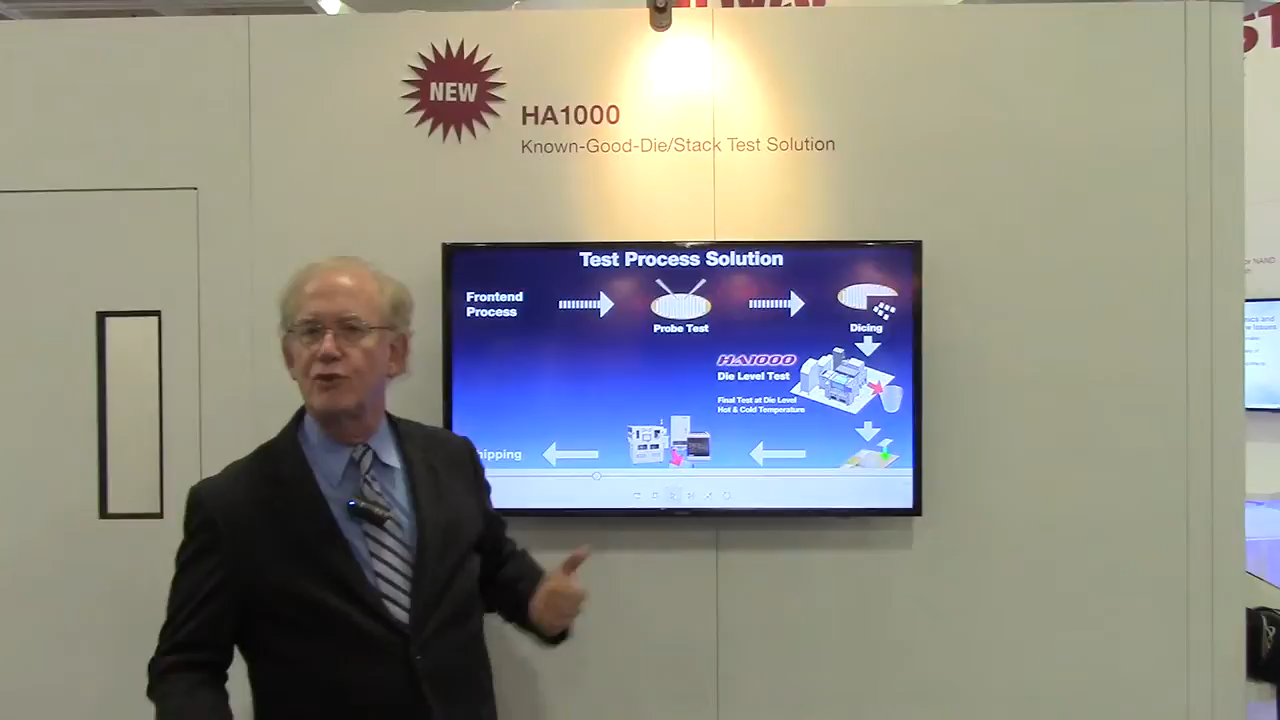 NEW
HA1000
Known-Good-Die/Stack Test Solution
Test Process Solution
Frontend
Process
Probe Test
Dicing
HA1000
Die Level Test
Final Test at Die Level
Hot & Cold Temperature
hipping
NAND